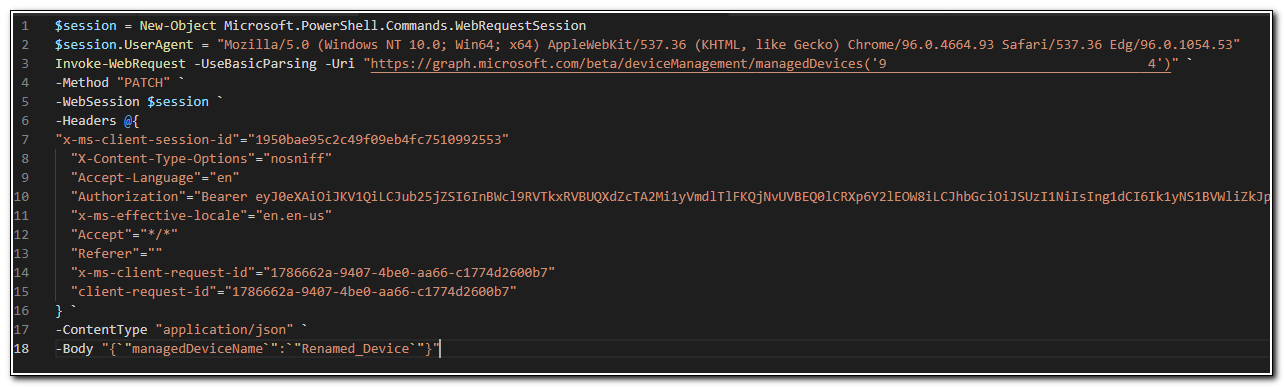 1 $session = New-Object Microsoft.PowerShell.Commands.WebRequestSession
2 $session.UserAgent = "Mozilla/5.0 (Windows NT 10.0; Win64; x64) AppleWebKit/537.36 (KHTML, like Gecko) Chrome/96.0.4664.93 Safari/537.36 Edg/96.0.1054.53"
3 Invoke-WebRequest -UseBasicParsing -Uri "https://graph.microsoft.com/beta/deviceManagement/managedDevices('9 4')" `
4 -Method "PATCH" `
5 -WebSession $session `
6 -Headers @{
7 "x-ms-client-session-id"="1950bae95c2c49f09eb4fc7510992553"
8 "X-Content-Type-Options"="nosniff"
9 "Accept-Language"="en"
10 "Authorization"="Bearer
11 "x-ms-effective-locale"="en.en-us"
12 "Accept"="*/*"
13 "Referer"=""
14 "x-ms-client-request-id"="1786662a-9407-4be0-aa66-c1774d2600b7"
15 "client-request-id"="1786662a-9407-4be0-aa66-c1774d2600b7"
16 } `
17 -ContentType "application/json" `
18 -Body "{`"managedDeviceName`":`"Renamed_Device`"}"